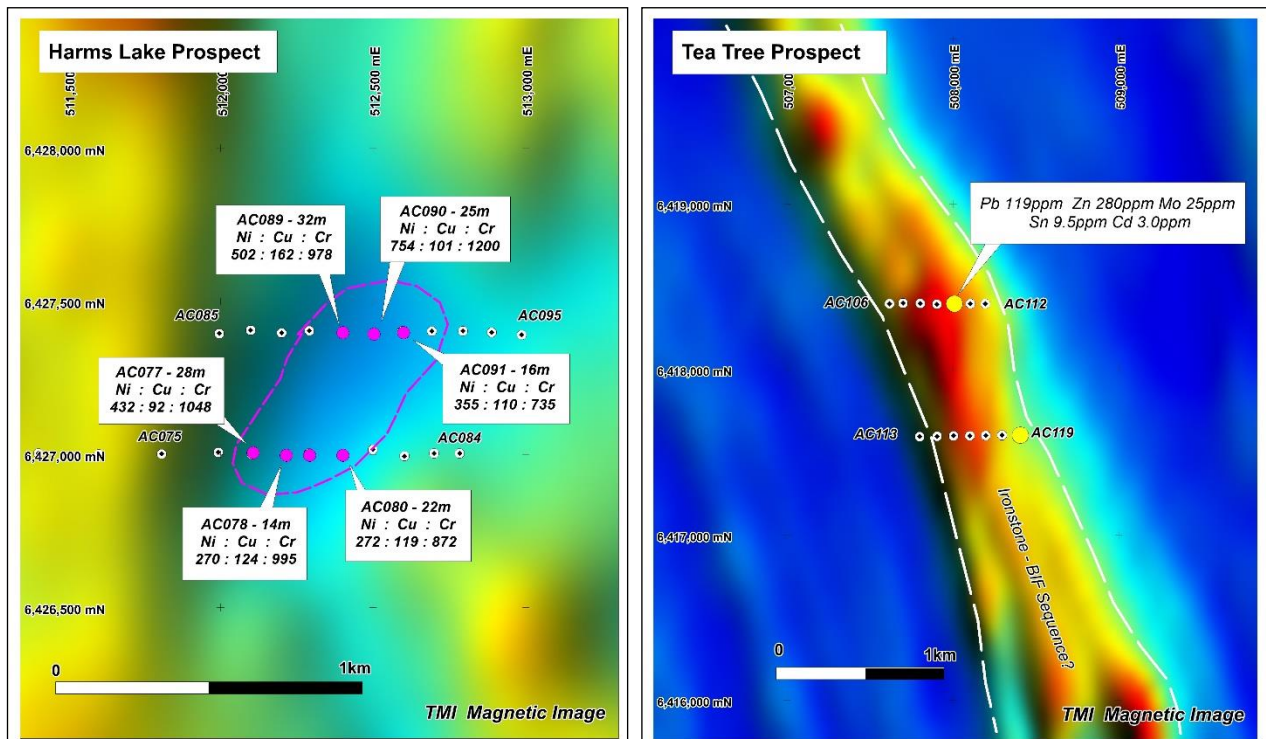 Harms Lake Prospect
511,500 mE
512,000 mE
512,500 mE
513,000 mE
6,428,000 mN
AC089 - 32m
Ni : Cu : Cr
502 : 162 : 978
AC090 - 25m
Ni : Cu : Cr
754 : 101 : 1200
6,427,500 mN
AC085
AC095
AC077 - 28m
Ni : Cu : Cr
432 : 92 : 1048
AC091 - 16m
Ni : Cu : Cr
355 : 110 : 735
AC075
AC084
6,427,000 mN
AC078 - 14m
Ni : Cu : Cr
270 : 124 : 995
AC080 - 22m
Ni : Cu : Cr
272 : 119 : 872
6,426,500 mN
0
1km
TMI Magnetic Image
Tea Tree Prospect
507,000 mE
508,000 mE
509,000 mE
6,419,000 mN
Pb 119ppm Zn 280ppm Mo 25ppm
Sn 9.5ppm Cd 3.0ppm
AC106
AC112
6,418,000 mN
AC113
AC119
6,417,000 mN
Ironstone - BIF Sequence?
0
1km
6,416,000 mN
TMI Magnetic Image